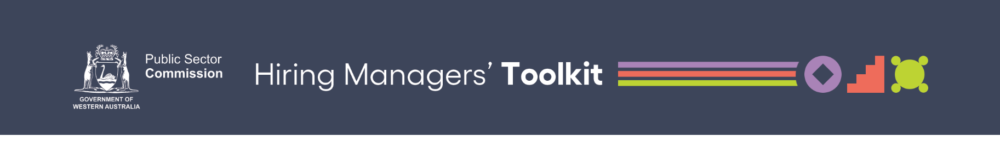 Public Sector
Commission
GOVERNMENT OF
WESTERN AUSTRALIA
Hiring Managers’ Toolkit